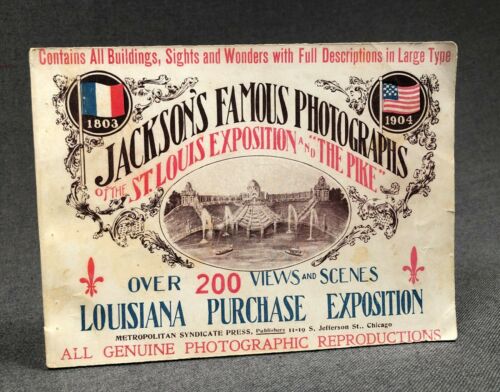 Contains All Buildings, Sights and Wonders with Full Descriptions in Large Type
1803
1904
JACKSON'S FAMOUS PHOTOGRAPHS
OF THE ST. LOUIS EXPOSITION AND "THE PIKE"
OVER 200 VIEWS AND SCENES
LOUISIANA PURCHASE EXPOSITION
METROPOLITAN SYNDICATE PRESS, Publishers 11-19 S. Jefferson St., Chicago
ALL GENUINE PHOTOGRAPHIC REPRODUCTIONS